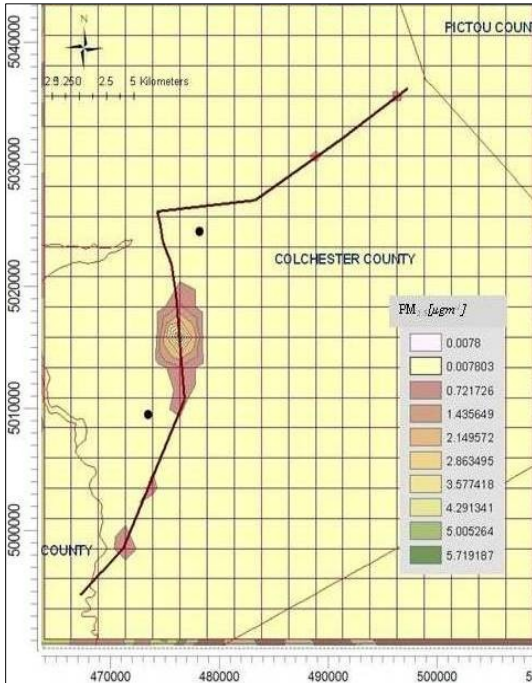 PICTOU COUN
N
2.5 1.25 0 2.5 5 Kilometers
5040000
5030000
COLCHESTER COUNTY
5020000
[µgm⁻³]
0.0078
0.007803
0.721726
1.435649
2.149572
2.863495
3.577418
4.291341
5.005264
5.719187
5010000
5000000
COUNTY
470000 480000 490000 500000